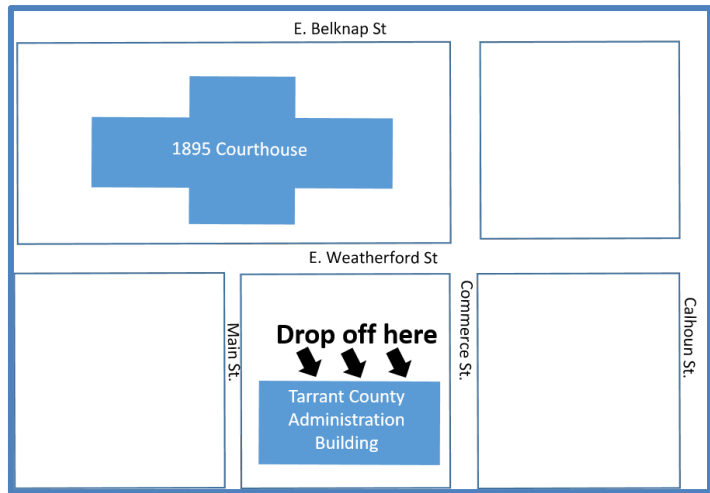 E. Belknap St
1895 Courthouse
E. Weatherford St
Main St.
Drop off here
Commerce St.
Calhoun St.
Tarrant County
Administration
Building